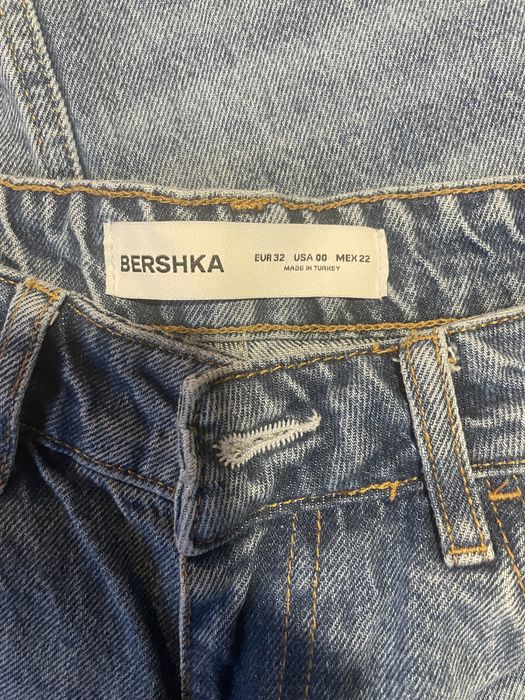 BERSHKA EUR 32 USA 00 MEX 22
MADE IN TURKEY